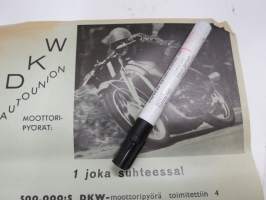 DKW
AUTOUNION
MOOTTORI-
PYÖRÄT:
1 joka suhteessa!
500.000:S DKW-moottoripyörä toimitettiin 4